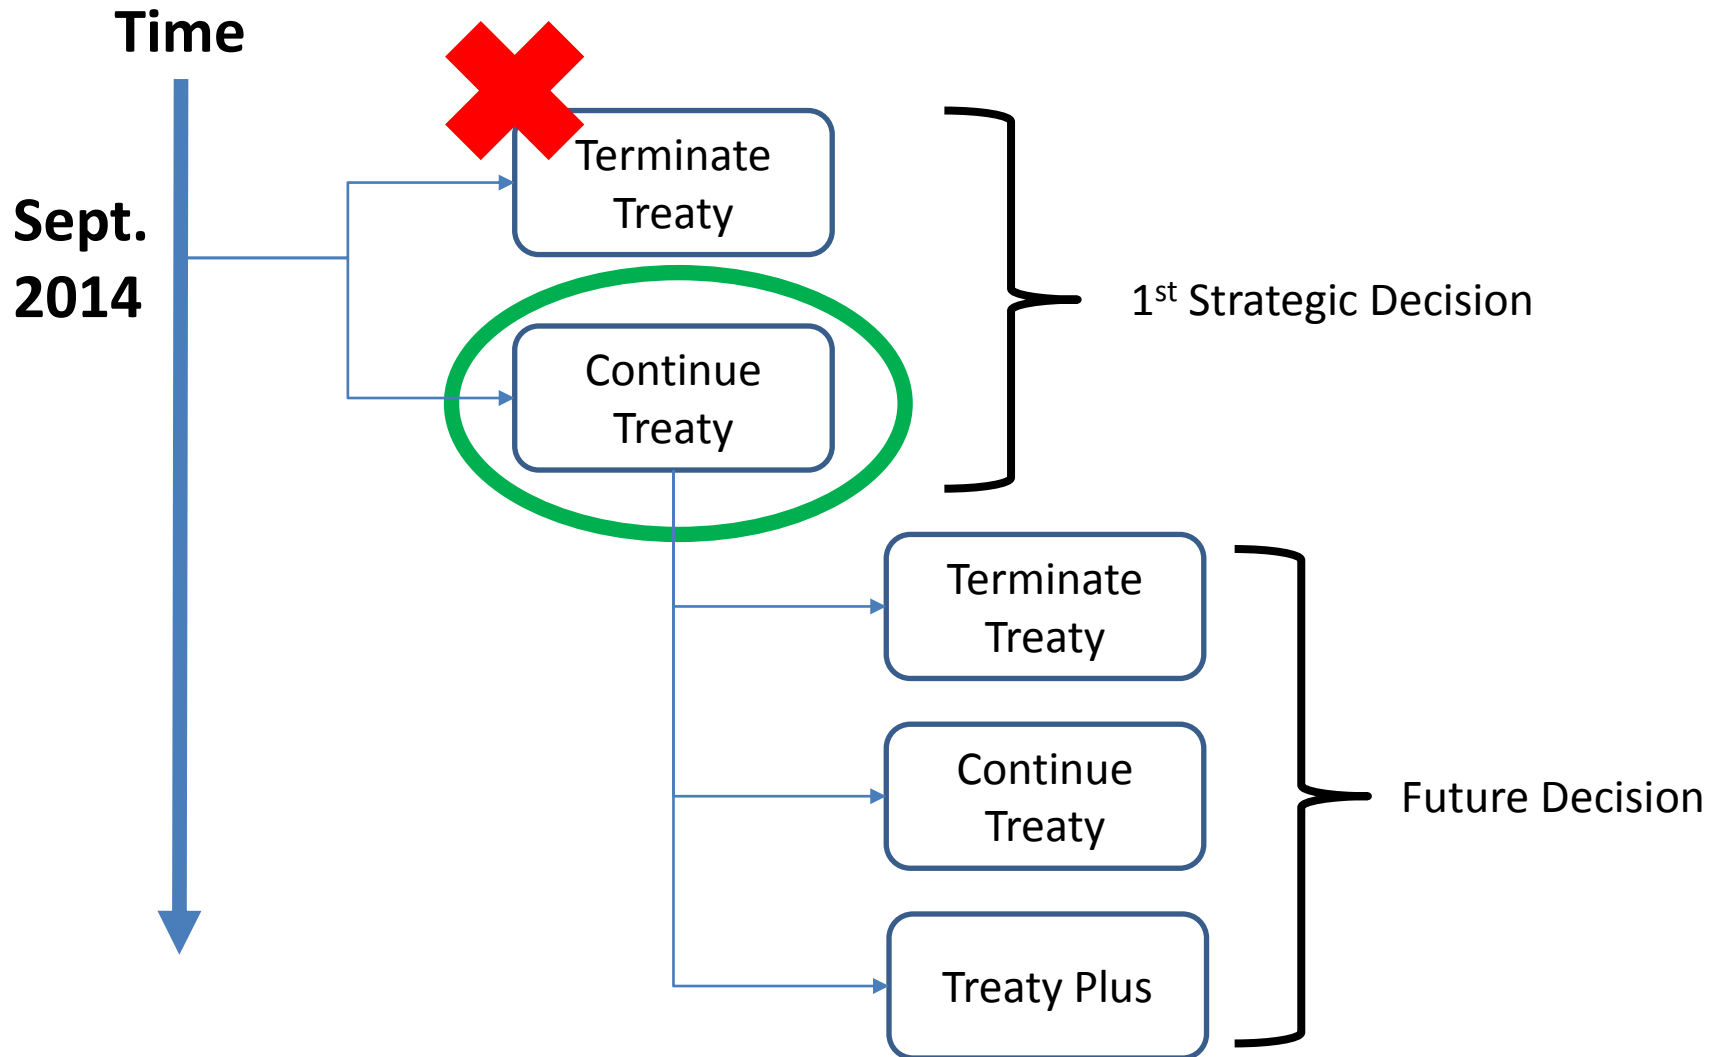 Time
Sept.
2014
Terminate
Treaty
Continue
Treaty
1st Strategic Decision
Terminate
Treaty
Continue
Treaty
Treaty Plus
Future Decision